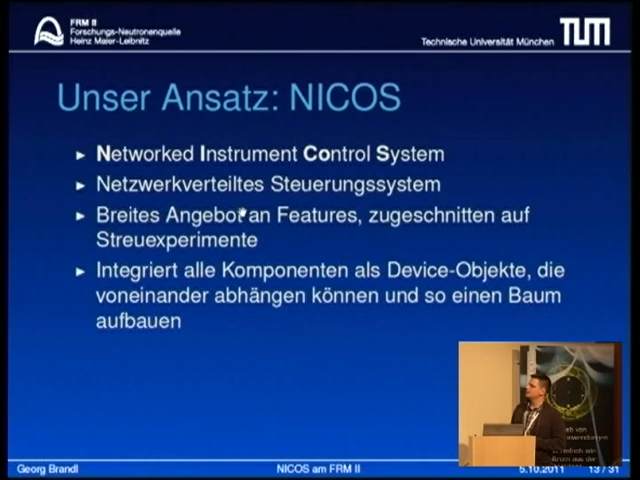 FRM II
Forschungs-Neutronenquelle
Heinz Maier-Leibnitz
Technische Universität München
TUM
Unser Ansatz: NICOS
► Networked Instrument Control System
► Netzwerkverteiltes Steuerungssystem
► Breites Angebot an Features, zugeschnitten auf
Streuexperimente
► Integriert alle Komponenten als Device-Objekte, die
voneinander abhängen können und so einen Baum
aufbauen
Georg Brandl
NICOS am FRM II
5.10.2011
13 / 31